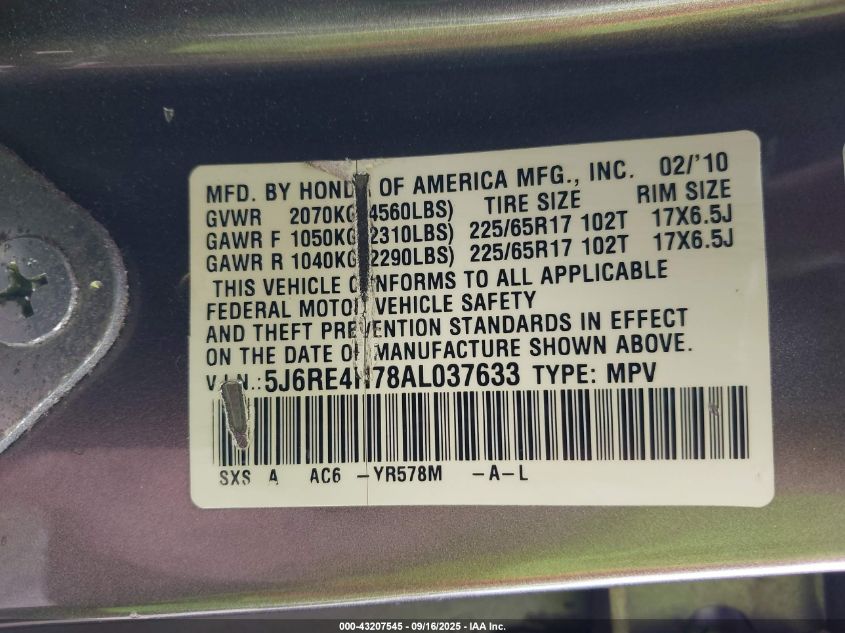 MFD. BY HONDA OF AMERICA MFG., INC. 02/'10
GVWR 2070KG(4560LBS) TIRE SIZE RIM SIZE
GAWR F 1050KG(2310LBS) 225/65R17 102T 17X6.5J
GAWR R 1040KG(2290LBS) 225/65R17 102T 17X6.5J
THIS VEHICLE CONFORMS TO ALL APPLICABLE
FEDERAL MOTOR VEHICLE SAFETY
AND THEFT PREVENTION STANDARDS IN EFFECT
ON THE DATE OF MANUFACTURE SHOWN ABOVE.
V.I.N.: 5J6RE4H78AL037633 TYPE: MPV
SXS A AC6 -YR578M -A-L
000-43207545 - 09/16/2025 - IAA Inc.